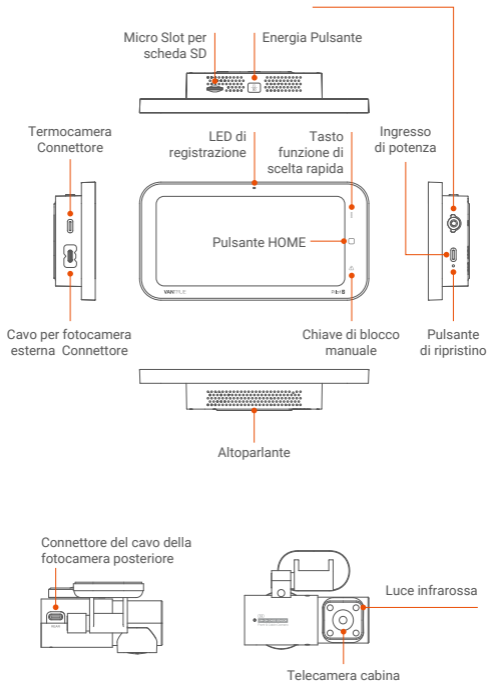 Micro Slot per
scheda SD
Energia Pulsante
Termocamera
Connettore
LED di
registrazione
Tasto
funzione di
scelta rapida
Ingresso
di potenza
Pulsante HOME
VANTRUE
Cavo per fotocamera
esterna Connettore
Chiave di blocco
manuale
Pulsante
di ripristino
Altoparlante
Connettore del cavo della
fotocamera posteriore
Luce infrarossa
Telecamera cabina